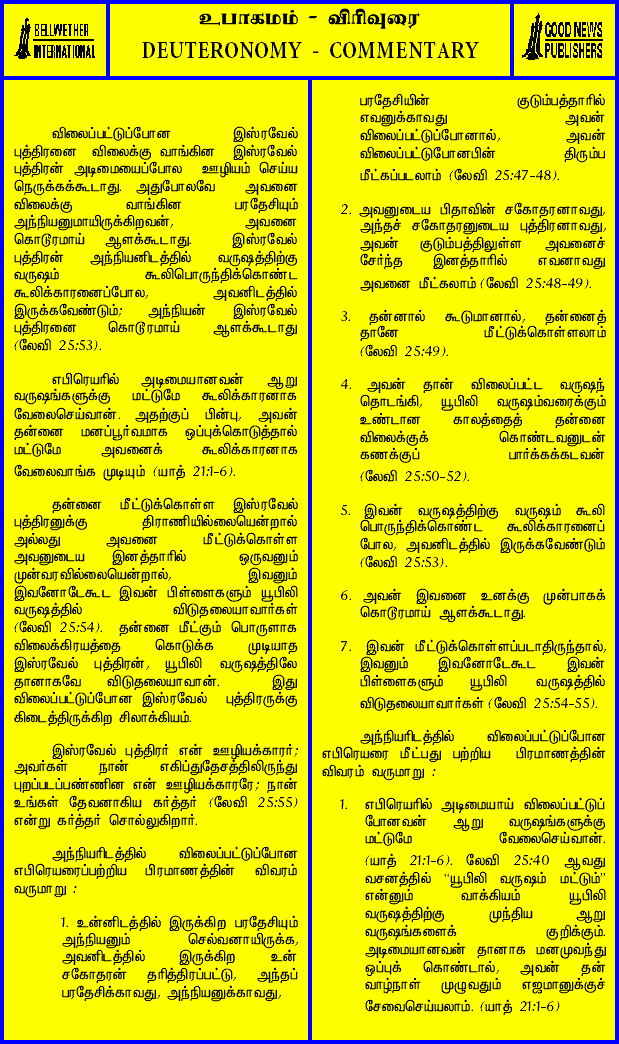 BELLWETHER
INTERNATIONAL
உபாகமம் - விரிவுரை
DEUTERONOMY - COMMENTARY
GOOD NEWS
PUBLISHERS
விலைப்பட்டுப்போன இஸ்ரவேல்
புத்திரனை விலைக்கு வாங்கின இஸ்ரவேல்
புத்திரன் அடிமையைப்போல ஊழியம் செய்ய
நெருக்கக்கூடாது. அதுபோலவே அவனை
விலைக்கு வாங்கின பரதேசியும்
அந்நியனுமாயிருக்கிறவன், அவனை
கொடூரமாய் ஆளக்கூடாது. இஸ்ரவேல்
புத்திரன் அந்நியனிடத்தில் வருஷத்திற்கு
வருஷம் கூலிபொருந்திக்கொண்ட
கூலிக்காரனைப்போல, அவனிடத்தில்
இருக்கவேண்டும்; அந்நியன் இஸ்ரவேல்
புத்திரனை கொடூரமாய் ஆளக்கூடாது
(லேவி 25:53).
எபிரெயரில் அடிமையானவன் ஆறு
வருஷங்களுக்கு மட்டுமே கூலிக்காரனாக
வேலைசெய்வான். அதற்குப் பின்பு, அவன்
தன்னை மனப்பூர்வமாக ஒப்புக்கொடுத்தால்
மட்டுமே அவனைக் கூலிக்காரனாக
வேலைவாங்க முடியும் (யாத் 21:1-6).
தன்னை மீட்டுக்கொள்ள இஸ்ரவேல்
புத்திரனுக்கு திராணியில்லையென்றால்
அல்லது அவனை மீட்டுக்கொள்ள
அவனுடைய இனத்தாரில் ஒருவனும்
முன்வரவில்லையென்றால், இவனும்
இவனோடேகூட இவன் பிள்ளைகளும் யூபிலி
வருஷத்தில் விடுதலையாவார்கள்
(லேவி 25:54). தன்னை மீட்கும் பொருளாக
விலைக்கிரயத்தை கொடுக்க முடியாத
இஸ்ரவேல் புத்திரன், யூபிலி வருஷத்திலே
தானாகவே விடுதலையாவான். இது
விலைப்பட்டுப்போன இஸ்ரவேல் புத்திரருக்கு
கிடைத்திருக்கிற சிலாக்கியம்.
இஸ்ரவேல் புத்திரர் என் ஊழியக்காரர்;
அவர்கள் நான் எகிப்துதேசத்திலிருந்து
புறப்படப்பண்ணின என் ஊழியக்காரரே; நான்
உங்கள் தேவனாகிய கர்த்தர் (லேவி 25:55)
என்று கர்த்தர் சொல்லுகிறார்.
அந்நியரிடத்தில் விலைப்பட்டுப்போன
எபிரெயரைப்பற்றிய பிரமாணத்தின் விவரம்
வருமாறு :
1. உன்னிடத்தில் இருக்கிற பரதேசியும்
அந்நியனும் செல்வனாயிருக்க,
அவனிடத்தில் இருக்கிற உன்
சகோதரன் தரித்திரப்பட்டு, அந்தப்
பரதேசிக்காவது, அந்நியனுக்காவது,
பரதேசியின் குடும்பத்தாரில்
எவனுக்காவது அவன்
விலைப்பட்டுப்போனால், அவன்
விலைப்பட்டுபோனபின் திரும்ப
மீட்கப்படலாம் (லேவி 25:47-48).
2. அவனுடைய பிதாவின் சகோதரனாவது,
அந்தச் சகோதரனுடைய புத்திரனாவது,
அவன் குடும்பத்திலுள்ள அவனைச்
சேர்ந்த இனத்தாரில் எவனாவது
அவனை மீட்கலாம் (லேவி 25:48-49).
3. தன்னால் கூடுமானால், தன்னைத்
தானே மீட்டுக்கொள்ளலாம்
(லேவி 25:49).
4. அவன் தான் விலைப்பட்ட வருஷந்
தொடங்கி, யூபிலி வருஷம்வரைக்கும்
உண்டான காலத்தைத் தன்னை
விலைக்குக் கொண்டவனுடன்
கணக்குப் பார்க்கக்கடவன்
(லேவி 25:50-52).
5. இவன் வருஷத்திற்கு வருஷம் கூலி
பொருந்திக்கொண்ட கூலிக்காரனைப்
போல, அவனிடத்தில் இருக்கவேண்டும்
(லேவி 25:53).
6. அவன் இவனை உனக்கு முன்பாகக்
கொடூரமாய் ஆளக்கூடாது.
7. இவன் மீட்டுக்கொள்ளப்படாதிருந்தால்,
இவனும் இவனோடேகூட இவன்
பிள்ளைகளும் யூபிலி வருஷத்தில்
விடுதலையாவார்கள் (லேவி 25:54-55).
அந்நியரிடத்தில் விலைப்பட்டுப்போன
எபிரெயரை மீட்பது பற்றிய பிரமாணத்தின்
விவரம் வருமாறு :
1. எபிரெயரில் அடிமையாய் விலைப்பட்டுப்
போனவன் ஆறு வருஷங்களுக்கு
மட்டுமே வேலைசெய்வான்.
(யாத் 21:1-6). லேவி 25:40 ஆவது
வசனத்தில் “யூபிலி வருஷம் மட்டும்”
என்னும் வாக்கியம் யூபிலி
வருஷத்திற்கு முந்திய ஆறு
வருஷங்களைக் குறிக்கும்.
அடிமையானவன் தானாக மனமுவந்து
ஒப்புக் கொண்டால், அவன் தன்
வாழ்நாள் முழுவதும் எஜமானுக்குச்
சேவைசெய்யலாம். (யாத் 21:1-6)